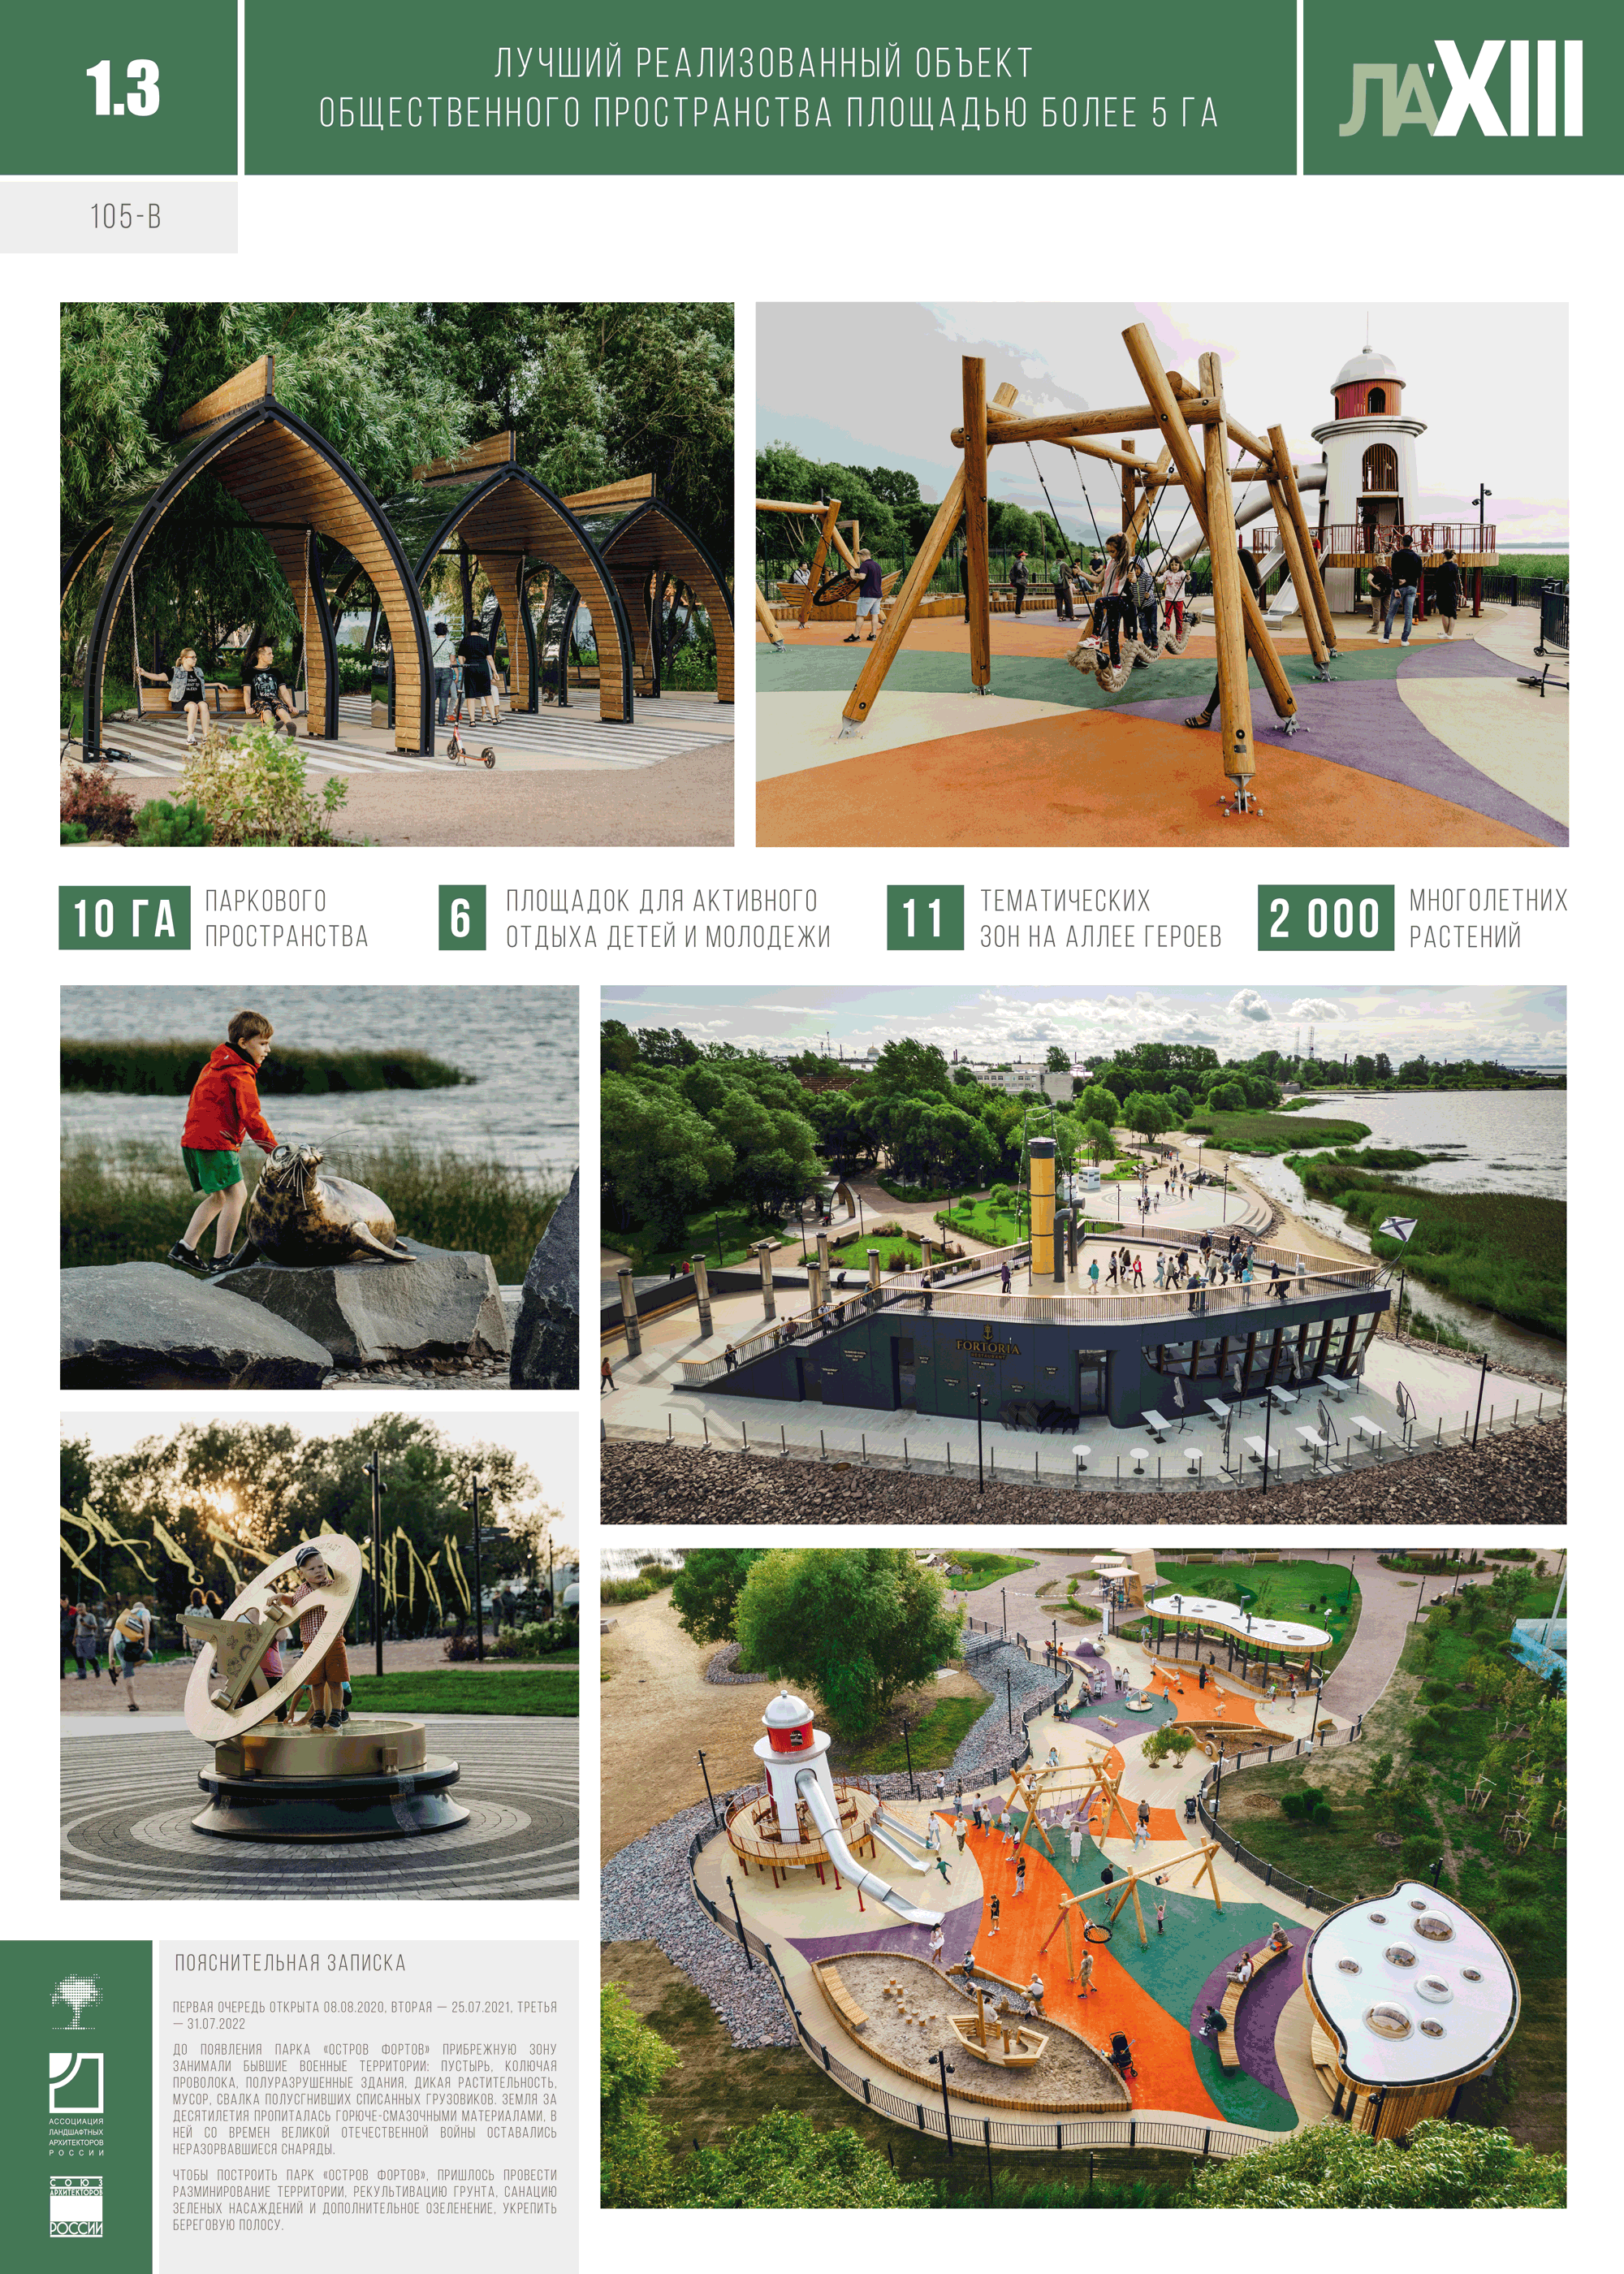 1.3
ЛУЧШИЙ РЕАЛИЗОВАННЫЙ ОБЪЕКТ
ОБЩЕСТВЕННОГО ПРОСТРАНСТВА ПЛОЩАДЬЮ БОЛЕЕ 5 ГА
ЛА'XIII
105-В
10 ГА
ПАРКОВОГО
ПРОСТРАНСТВА
6
ПЛОЩАДОК ДЛЯ АКТИВНОГО
ОТДЫХА ДЕТЕЙ И МОЛОДЕЖИ
11
ТЕМАТИЧЕСКИХ
ЗОН НА АЛЛЕЕ ГЕРОЕВ
2 000
МНОГОЛЕТНИХ
РАСТЕНИЙ
FORTORIA
ПОЯСНИТЕЛЬНАЯ ЗАПИСКА
ПЕРВАЯ ОЧЕРЕДЬ ОТКРЫТА 08.08.2020, ВТОРАЯ — 25.07.2021, ТРЕТЬЯ
— 31.07.2022
ДО ПОЯВЛЕНИЯ ПАРКА «ОСТРОВ ФОРТОВ» ПРИБРЕЖНУЮ ЗОНУ
ЗАНИМАЛИ БЫВШИЕ ВОЕННЫЕ ТЕРРИТОРИИ: ПУСТЫРЬ, КОЛЮЧАЯ
ПРОВОЛОКА, ПОЛУРАЗРУШЕННЫЕ ЗДАНИЯ, ДИКАЯ РАСТИТЕЛЬНОСТЬ,
МУСОР, СВАЛКА ПОЛУСГНИВШИХ СПИСАННЫХ ГРУЗОВИКОВ. ЗЕМЛЯ ЗА
ДЕСЯТИЛЕТИЯ ПРОПИТАЛАСЬ ГОРЮЧЕ-СМАЗОЧНЫМИ МАТЕРИАЛАМИ, В
НЕЙ СО ВРЕМЕН ВЕЛИКОЙ ОТЕЧЕСТВЕННОЙ ВОЙНЫ ОСТАВАЛИСЬ
НЕРАЗОРВАВШИЕСЯ СНАРЯДЫ.
ЧТОБЫ ПОСТРОИТЬ ПАРК «ОСТРОВ ФОРТОВ», ПРИШЛОСЬ ПРОВЕСТИ
РАЗМИНИРОВАНИЕ ТЕРРИТОРИИ, РЕКУЛЬТИВАЦИЮ ГРУНТА, САНАЦИЮ
ЗЕЛЕНЫХ НАСАЖДЕНИЙ И ДОПОЛНИТЕЛЬНОЕ ОЗЕЛЕНЕНИЕ, УКРЕПИТЬ
БЕРЕГОВУЮ ПОЛОСУ.
АССОЦИАЦИЯ
ЛАНДШАФТНЫХ
АРХИТЕКТОРОВ
РОССИИ
СОЮЗ
АРХИТЕКТОРОВ
РОССИИ